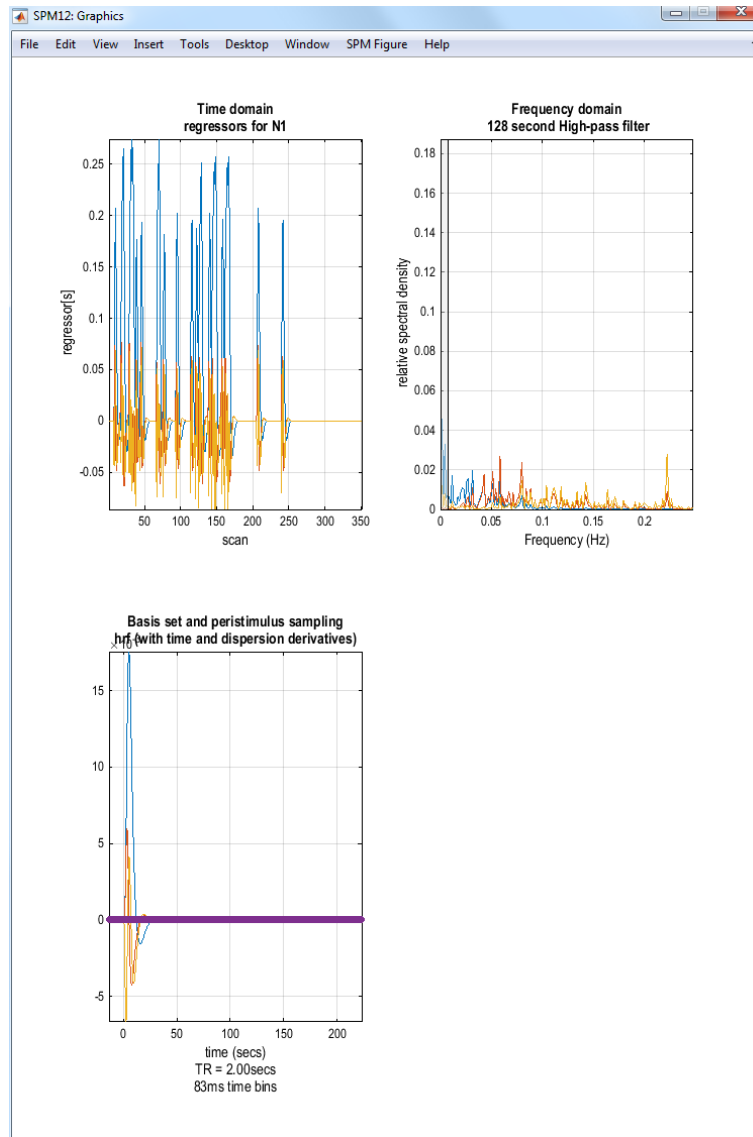 SPM12: Graphics
File Edit View Insert Tools Desktop Window SPM Figure Help
Time domain
regressors for N1
0.25
0.2
0.15
0.1
0.05
0
-0.05
regressor[s]
50 100 150 200 250 300 350
scan
Frequency domain
128 second High-pass filter
0.18
0.16
0.14
0.12
0.1
0.08
0.06
0.04
0.02
0
relative spectral density
0 0.05 0.1 0.15 0.2
Frequency (Hz)
Basis set and peristimulus sampling
hrf (with time and dispersion derivatives)
15
10
5
0
-5
0 50 100 150 200
time (secs)
TR = 2.00secs
83ms time bins